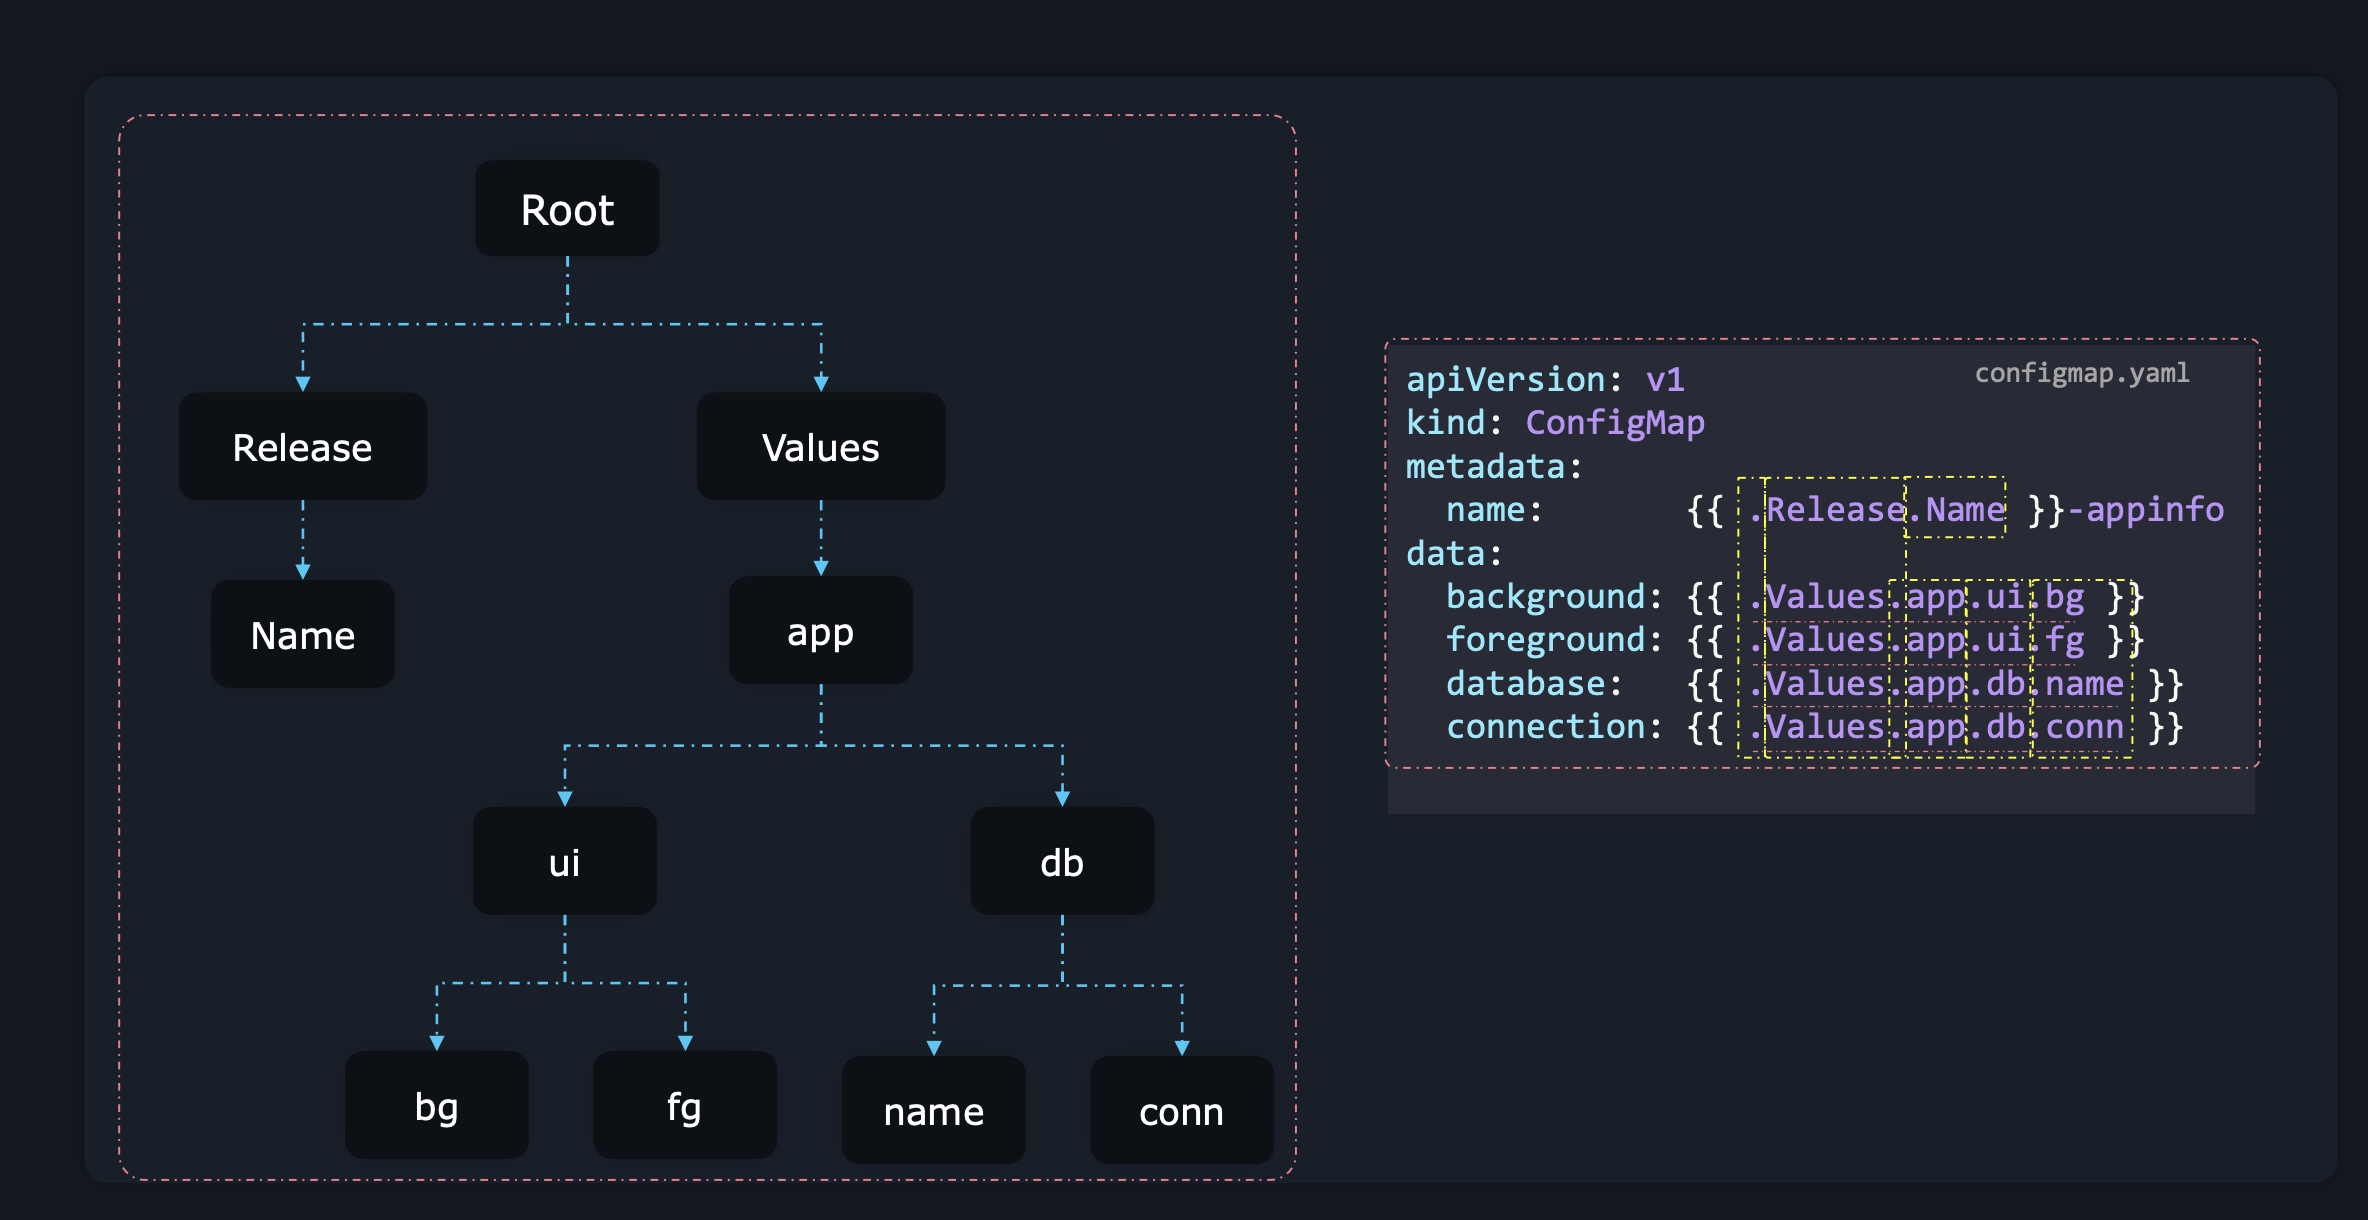 Root
Release
Values
Name
app
ui
db
bg
fg
name
conn
configmap.yaml
apiVersion: v1
kind: ConfigMap
metadata:
  name:       {{ .Release.Name }}-appinfo
data:
  background: {{ .Values.app.ui.bg }}
  foreground: {{ .Values.app.ui.fg }}
  database:   {{ .Values.app.db.name }}
  connection: {{ .Values.app.db.conn }}